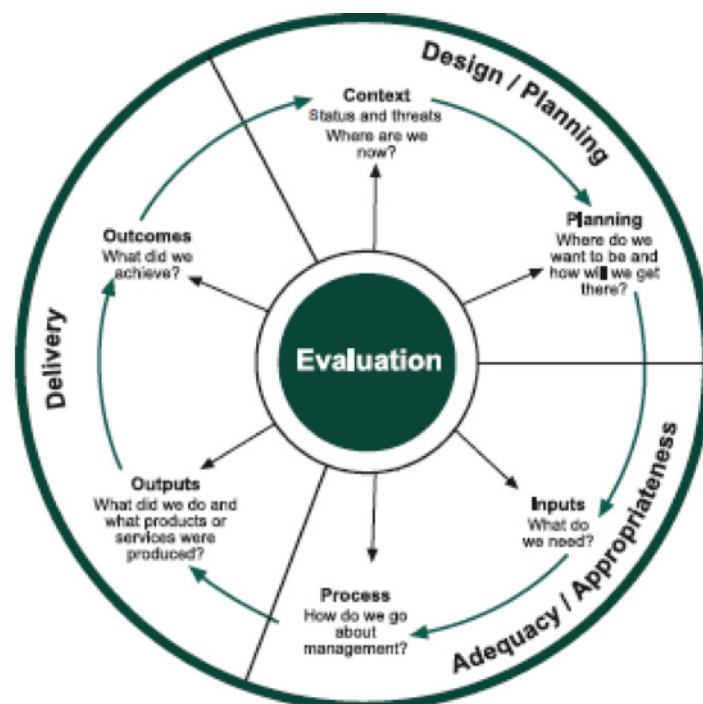 Design / Planning
Context
Status and threats
Where are we
now?
Planning
Where do we
want to be and
how will we get
there?
Outcomes
What did we
achieve?
Evaluation
Delivery
Outputs
What did we do and
what products or
services were
produced?
Inputs
What do
we need?
Process
How do we go
about
management?
Adequacy / Appropriateness